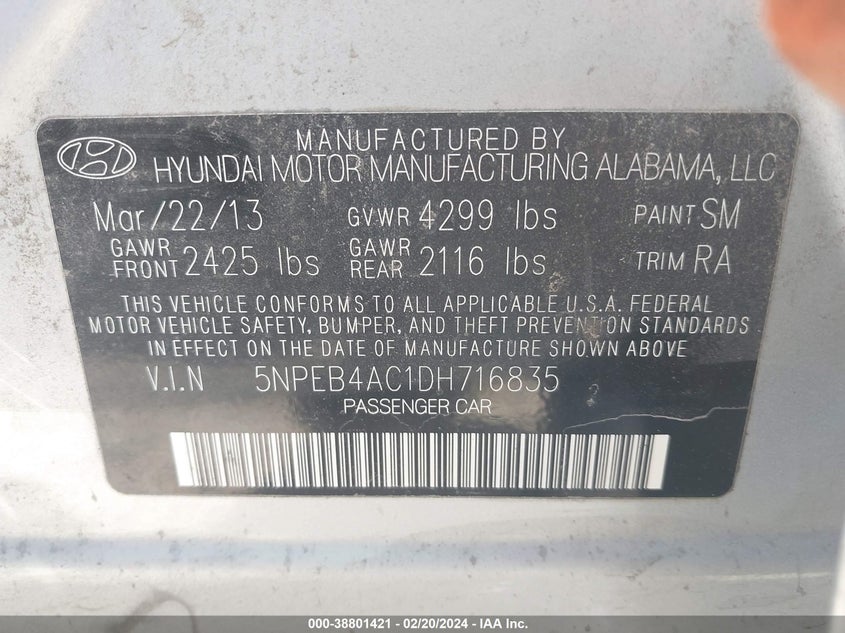 MANUFACTURED BY
HYUNDAI MOTOR MANUFACTURING ALABAMA, LLC
Mar/22/13 GVWR 4299 lbs PAINT SM
GAWR FRONT 2425 lbs GAWR REAR 2116 lbs TRIM RA
THIS VEHICLE CONFORMS TO ALL APPLICABLE U.S.A. FEDERAL
MOTOR VEHICLE SAFETY, BUMPER, AND THEFT PREVENTION STANDARDS
IN EFFECT ON THE DATE OF MANUFACTURE SHOWN ABOVE
V.I.N 5NPEB4AC1DH716835
PASSENGER CAR
000-38801421 - 02/20/2024 - IAA Inc.